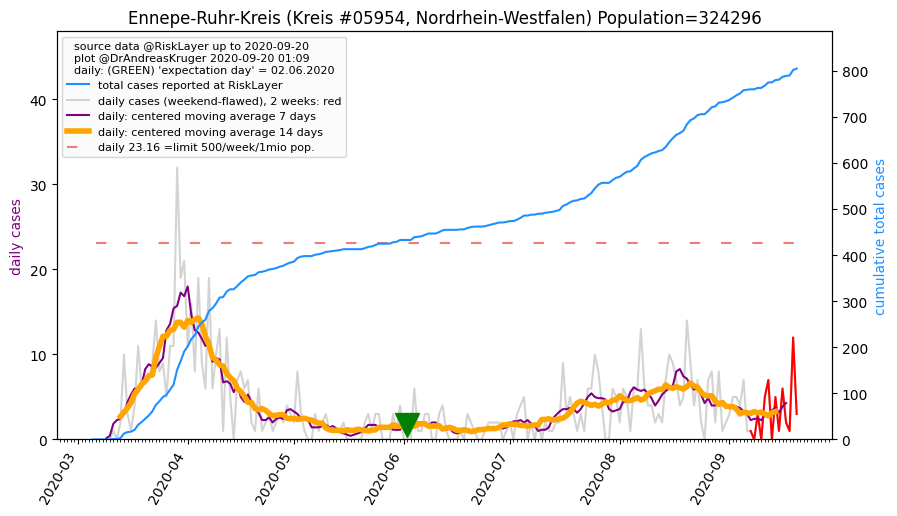 Ennepe-Ruhr-Kreis (Kreis #05954, Nordrhein-Westfalen) Population=324296
source data @RiskLayer up to 2020-09-20
plot @DrAndreasKruger 2020-09-20 01:09
daily: (GREEN) 'expectation day' = 02.06.2020
total cases reported at RiskLayer
daily cases (weekend-flawed), 2 weeks: red
daily: centered moving average 7 days
daily: centered moving average 14 days
daily 23.16 =limit 500/week/1mio pop.
daily cases
0
10
20
30
40
cumulative total cases
0
100
200
300
400
500
600
700
800
2020-03
2020-04
2020-05
2020-06
2020-07
2020-08
2020-09